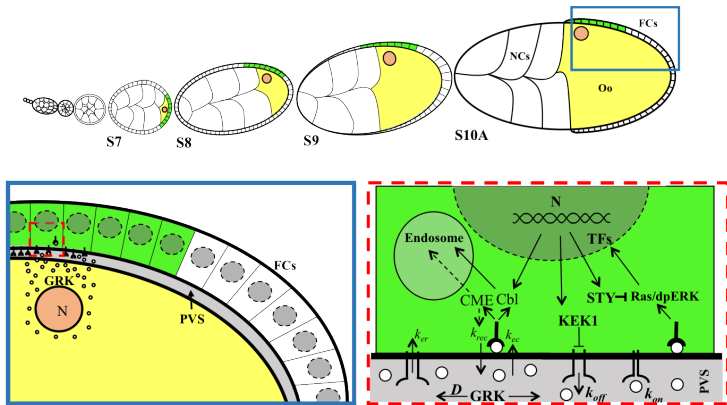 FCs
NCs
Oo
S7
S8
S9
S10A
FCs
GRK
N
PVS
N
Endosome
TFs
CME
Cbl
STY
Ras/dpERK
KEK1
k_er
k_rec
k_ec
D
GRK
k_off
k_on
PVS